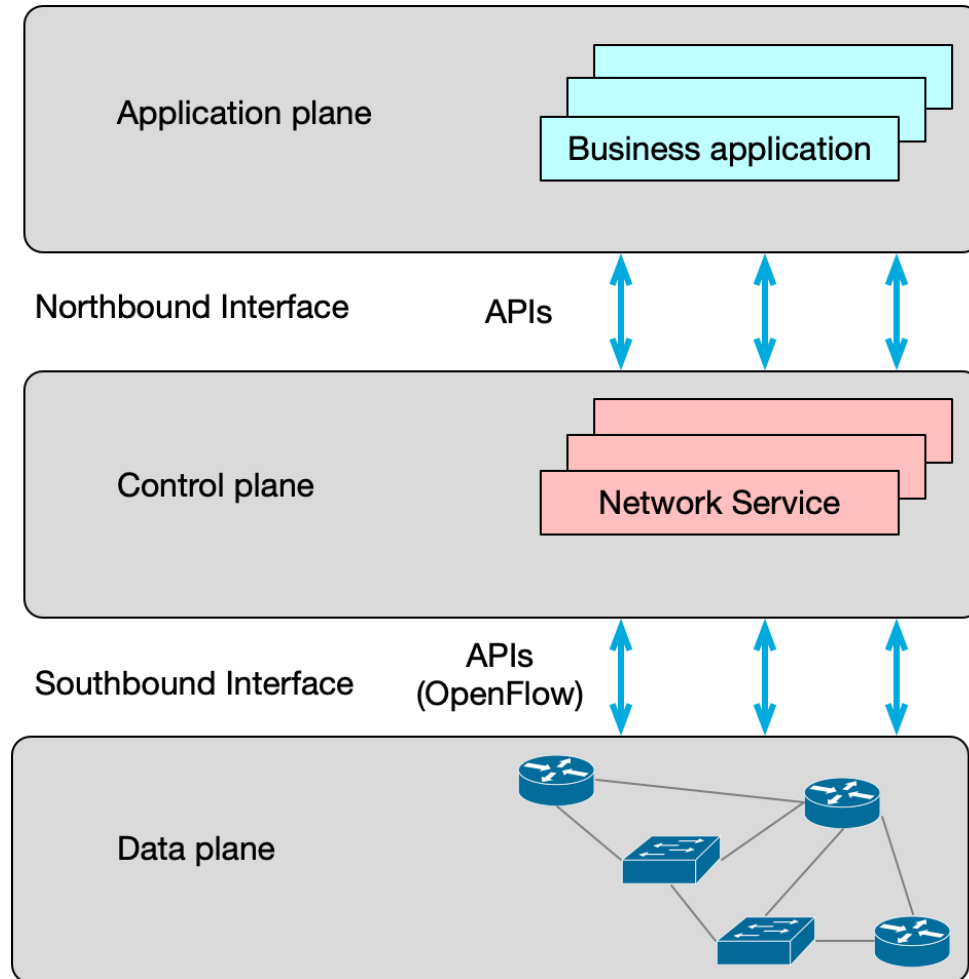 Application plane
Business application
Northbound Interface
APIs
Control plane
Network Service
APIs
(OpenFlow)
Southbound Interface
Data plane